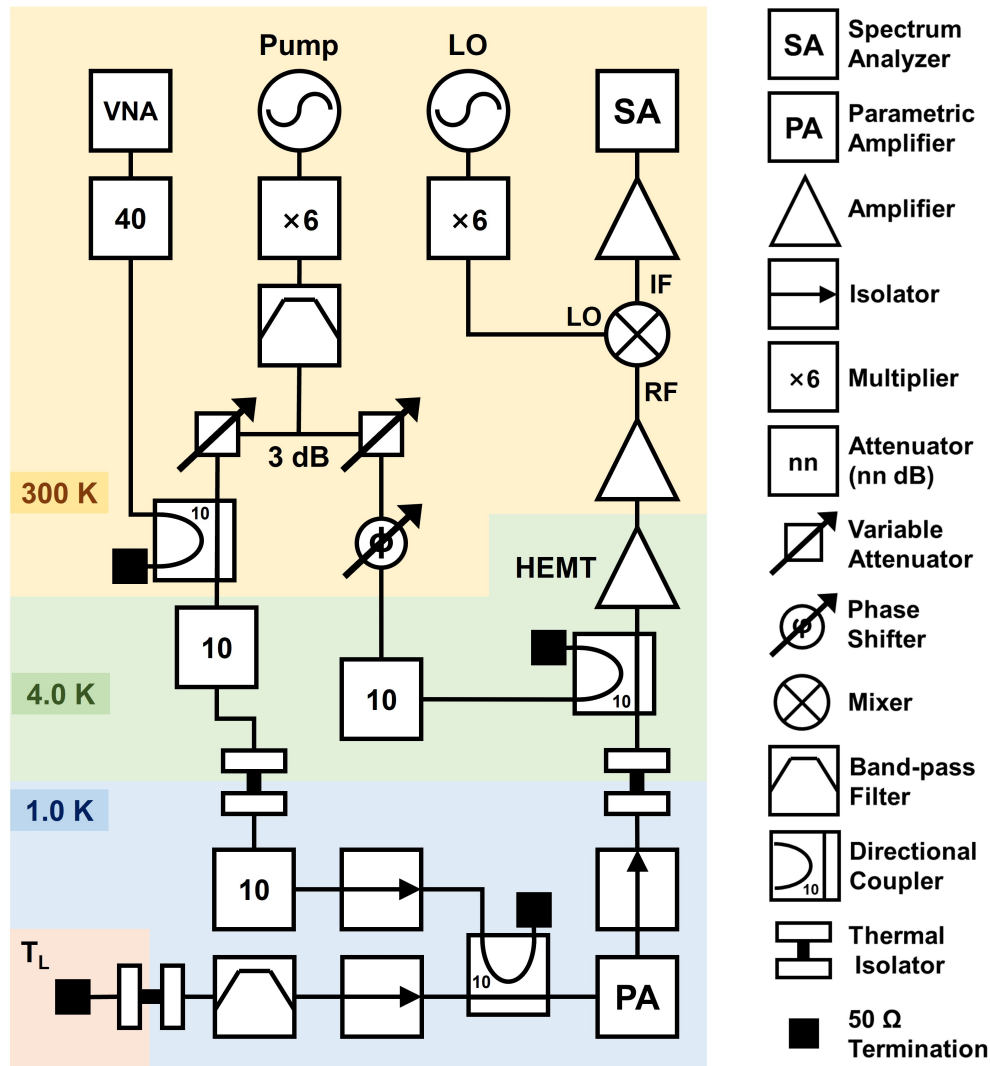 Pump
LO
VNA
SA
40
×6
×6
IF
LO
RF
3 dB
300 K
10
φ
HEMT
10
4.0 K
10
10
1.0 K
10
10
T_L
PA
SA
Spectrum
Analyzer
PA
Parametric
Amplifier
Amplifier
Isolator
×6
Multiplier
nn
Attenuator
(nn dB)
Variable
Attenuator
φ
Phase
Shifter
Mixer
Band-pass
Filter
10
Directional
Coupler
Thermal
Isolator
50 Ω
Termination